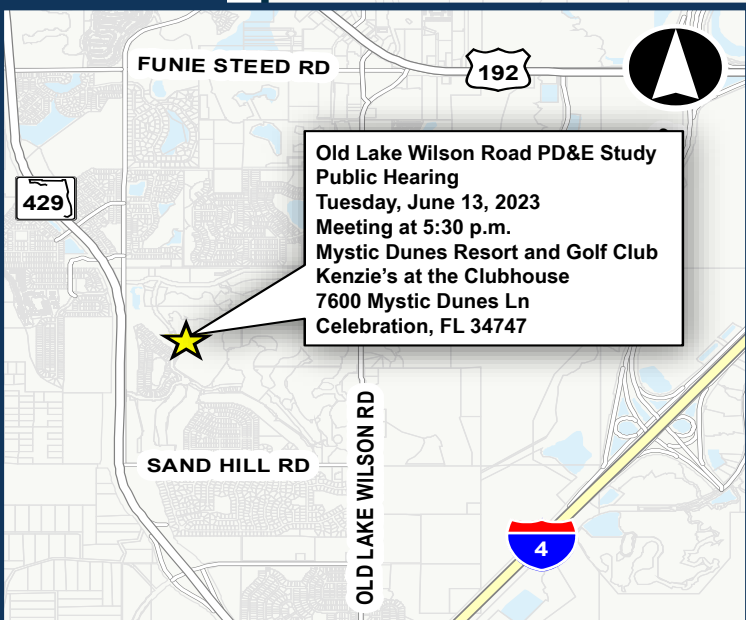 FUNIE STEED RD
192
429
Old Lake Wilson Road PD&E Study
Public Hearing
Tuesday, June 13, 2023
Meeting at 5:30 p.m.
Mystic Dunes Resort and Golf Club
Kenzie's at the Clubhouse
7600 Mystic Dunes Ln
Celebration, FL 34747
OLD LAKE WILSON RD
SAND HILL RD
4